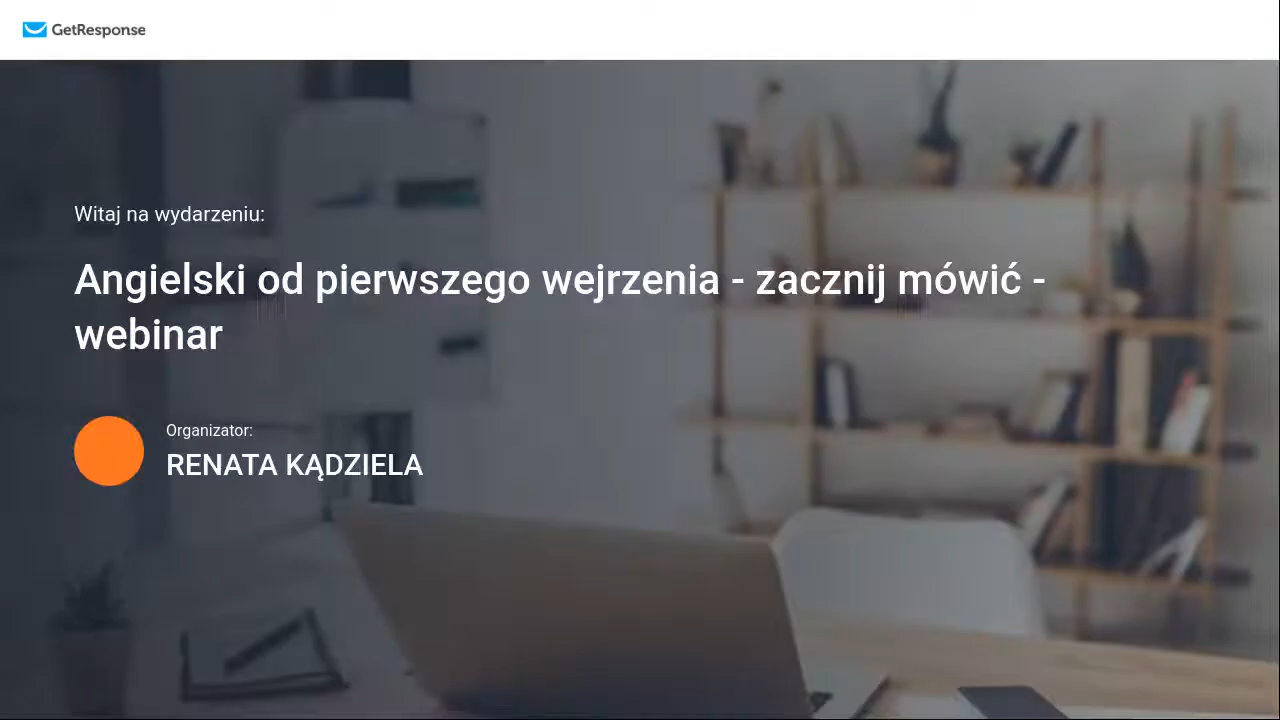 GetResponse
Witaj na wydarzeniu:
Angielski od pierwszego wejrzenia - zacznij mówić -
webinar
Organizator:
RENATA KĄDZIELA